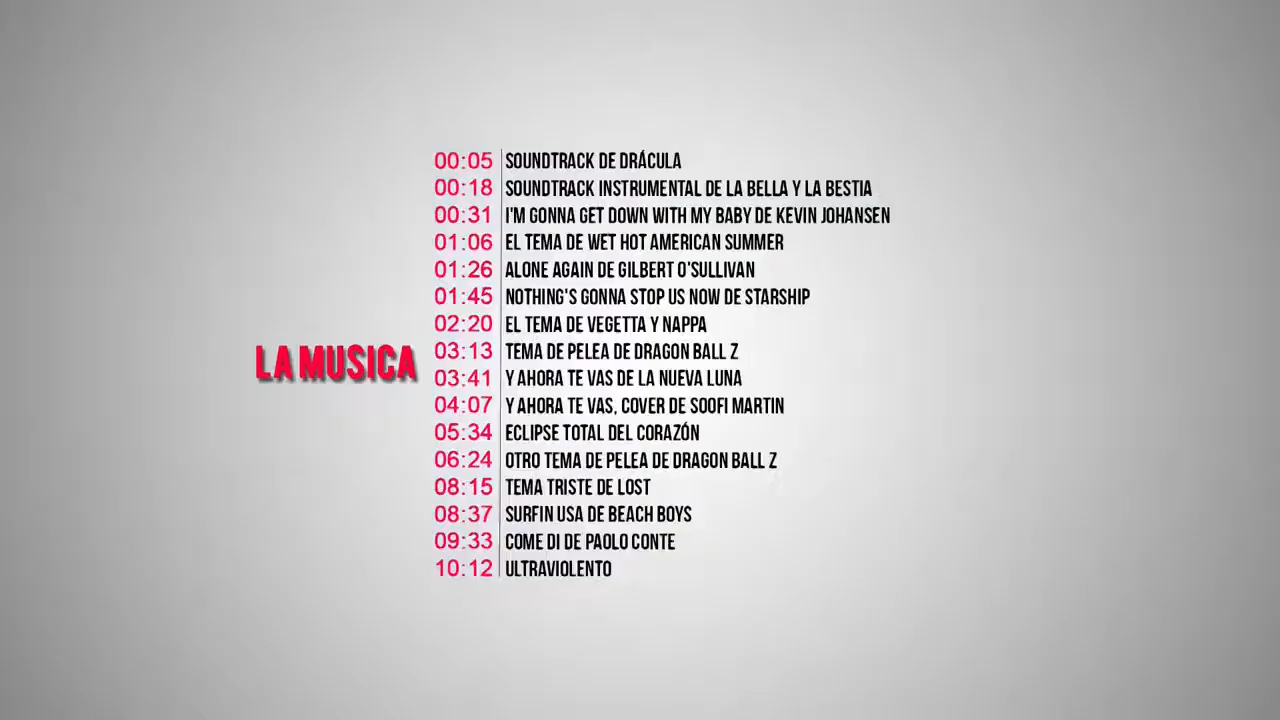 LA MUSICA
00:05 SOUNDTRACK DE DRÁCULA
00:18 SOUNDTRACK INSTRUMENTAL DE LA BELLA Y LA BESTIA
00:31 I'M GONNA GET DOWN WITH MY BABY DE KEVIN JOHANSEN
01:06 EL TEMA DE WET HOT AMERICAN SUMMER
01:26 ALONE AGAIN DE GILBERT O'SULLIVAN
01:45 NOTHING'S GONNA STOP US NOW DE STARSHIP
02:20 EL TEMA DE VEGETTA Y NAPPA
03:13 TEMA DE PELEA DE DRAGON BALL Z
03:41 Y AHORA TE VAS DE LA NUEVA LUNA
04:07 Y AHORA TE VAS, COVER DE SOOFI MARTIN
05:34 ECLIPSE TOTAL DEL CORAZÓN
06:24 OTRO TEMA DE PELEA DE DRAGON BALL Z
08:15 TEMA TRISTE DE LOST
08:37 SURFIN USA DE BEACH BOYS
09:33 COME DI DE PAOLO CONTE
10:12 ULTRAVIOLENTO